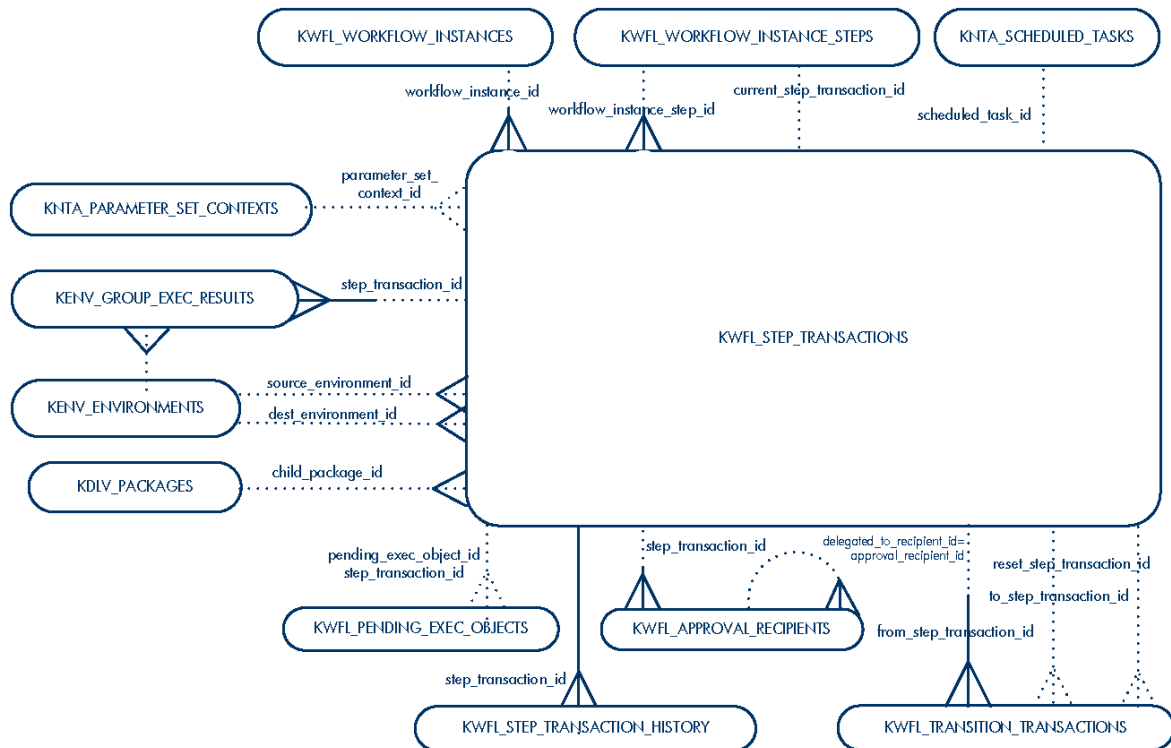 KWFL_WORKFLOW_INSTANCES
KWFL_WORKFLOW_INSTANCE_STEPS
KNTA_SCHEDULED_TASKS
workflow_instance_id
workflow_instance_step_id
current_step_transaction_id
scheduled_task_id
parameter_set_
context_id
KNTA_PARAMETER_SET_CONTEXTS
KENV_GROUP_EXEC_RESULTS
step_transaction_id
KWFL_STEP_TRANSACTIONS
source_environment_id
KENV_ENVIRONMENTS
dest_environment_id
child_package_id
KDLV_PACKAGES
pending_exec_object_id
step_transaction_id
step_transaction_id
delegated_to_recipient_id=
approval_recipient_id
reset_step_transaction_id
to_step_transaction_id
KWFL_PENDING_EXEC_OBJECTS
KWFL_APPROVAL_RECIPIENTS
from_step_transaction_id
step_transaction_id
KWFL_STEP_TRANSACTION_HISTORY
KWFL_TRANSITION_TRANSACTIONS